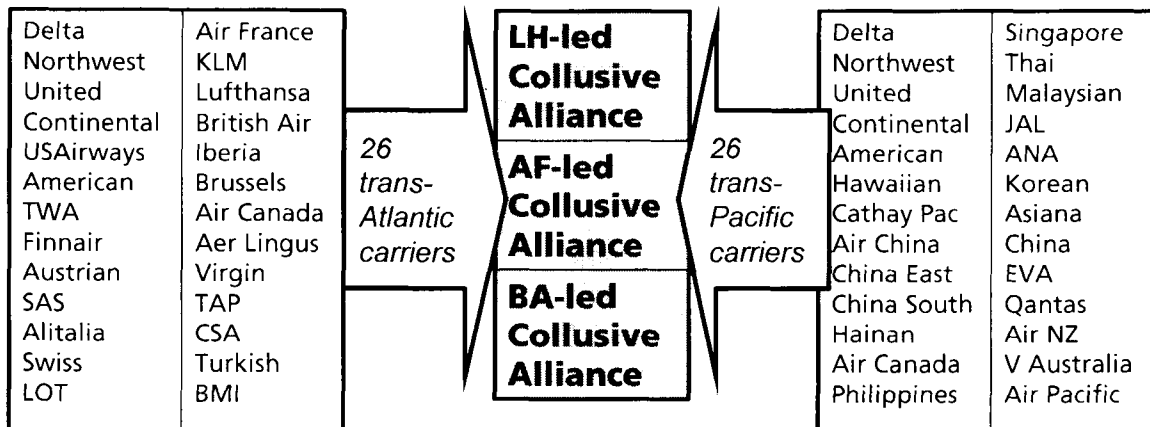 Delta
Northwest
United
Continental
USAirways
American
TWA
Finnair
Austrian
SAS
Alitalia
Swiss
LOT
Air France
KLM
Lufthansa
British Air
Iberia
Brussels
Air Canada
Aer Lingus
Virgin
TAP
CSA
Turkish
BMI
26
trans-
Atlantic
carriers
LH-led
Collusive
Alliance
AF-led
Collusive
Alliance
BA-led
Collusive
Alliance
26
trans-
Pacific
carriers
Delta
Northwest
United
Continental
American
Hawaiian
Cathay Pac
Air China
China East
China South
Hainan
Air Canada
Philippines
Singapore
Thai
Malaysian
JAL
ANA
Korean
Asiana
China
EVA
Qantas
Air NZ
V Australia
Air Pacific